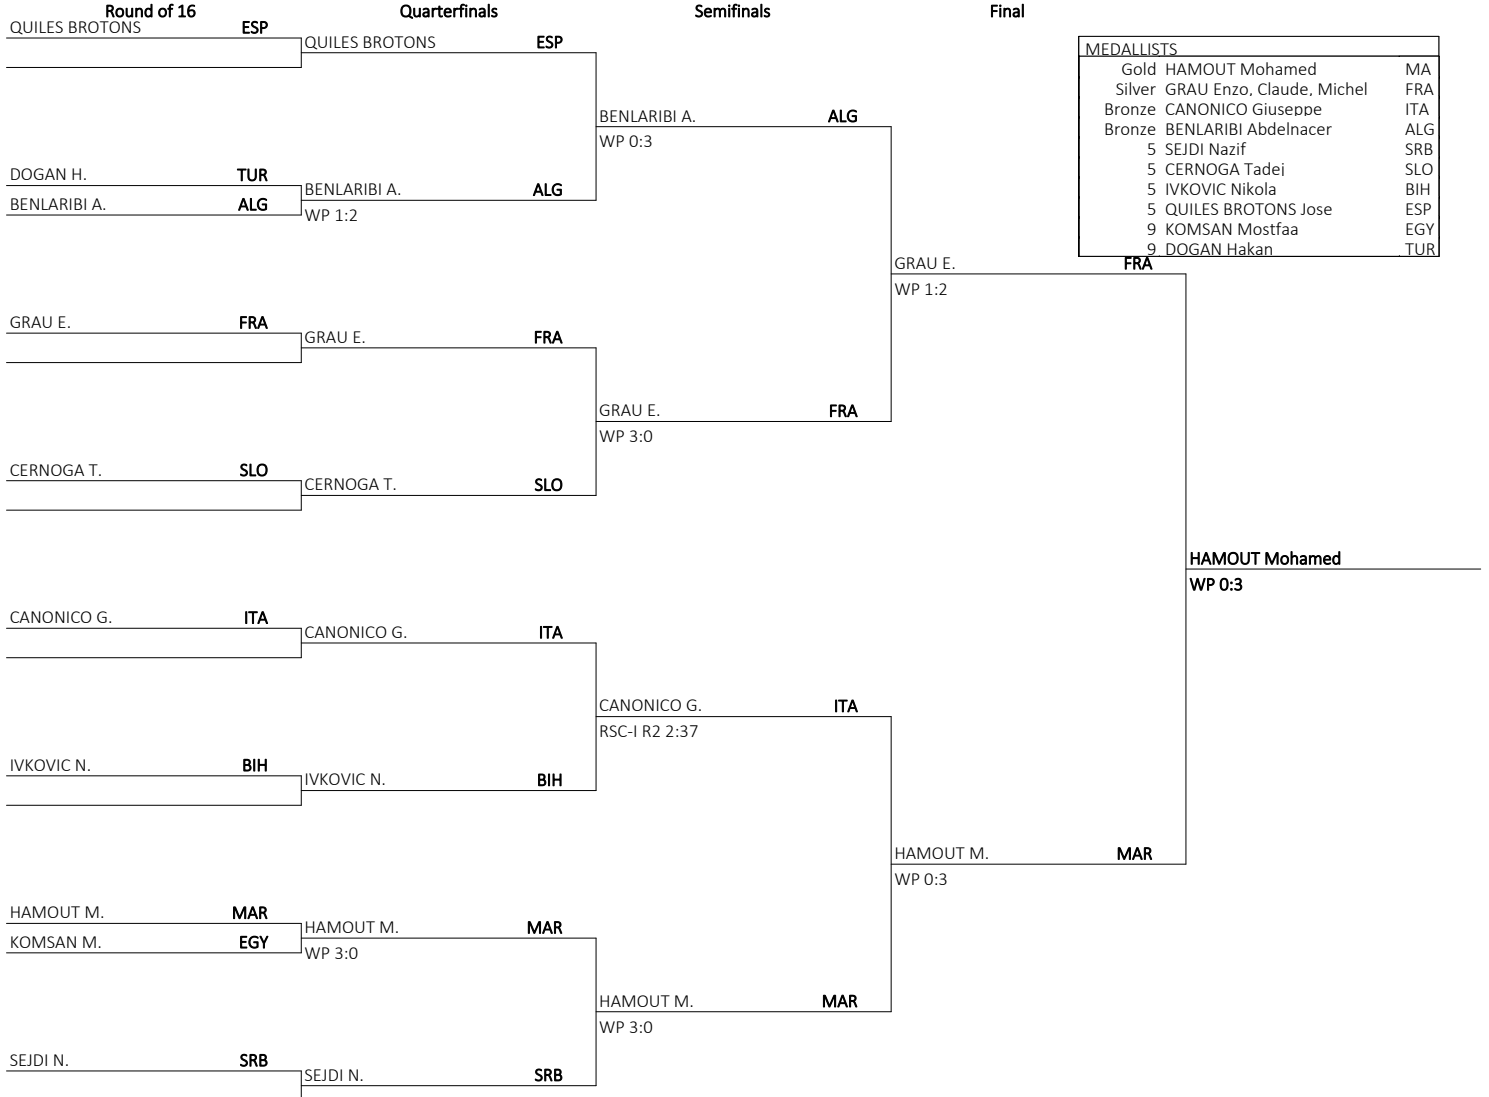 Round of 16 Quarterfinals Semifinals Final
QUILES BROTONS ESP
QUILES BROTONS ESP
MEDALLISTS
Gold HAMOUT Mohamed MA
Silver GRAU Enzo, Claude, Michel FRA
Bronze CANONICO Giuseppe ITA
Bronze BENLARIBI Abdelnacer ALG
5 SEJDI Nazif SRB
5 CERNOGA Tadej SLO
5 IVKOVIC Nikola BIH
5 QUILES BROTONS Jose ESP
9 KOMSAN Mostfaa EGY
9 DOGAN Hakan TUR
BENLARIBI A. ALG
WP 0:3
DOGAN H. TUR
BENLARIBI A. ALG
BENLARIBI A. ALG
WP 1:2
GRAU E. FRA
WP 1:2
GRAU E. FRA
GRAU E. FRA
GRAU E. FRA
WP 3:0
CERNOGA T. SLO
CERNOGA T. SLO
HAMOUT Mohamed
WP 0:3
CANONICO G. ITA
CANONICO G. ITA
CANONICO G. ITA
RSC-I R2 2:37
IVKOVIC N. BIH
IVKOVIC N. BIH
HAMOUT M. MAR
WP 0:3
HAMOUT M. MAR
KOMSAN M. EGY
HAMOUT M. MAR
WP 3:0
HAMOUT M. MAR
WP 3:0
SEJDI N. SRB
SEJDI N. SRB